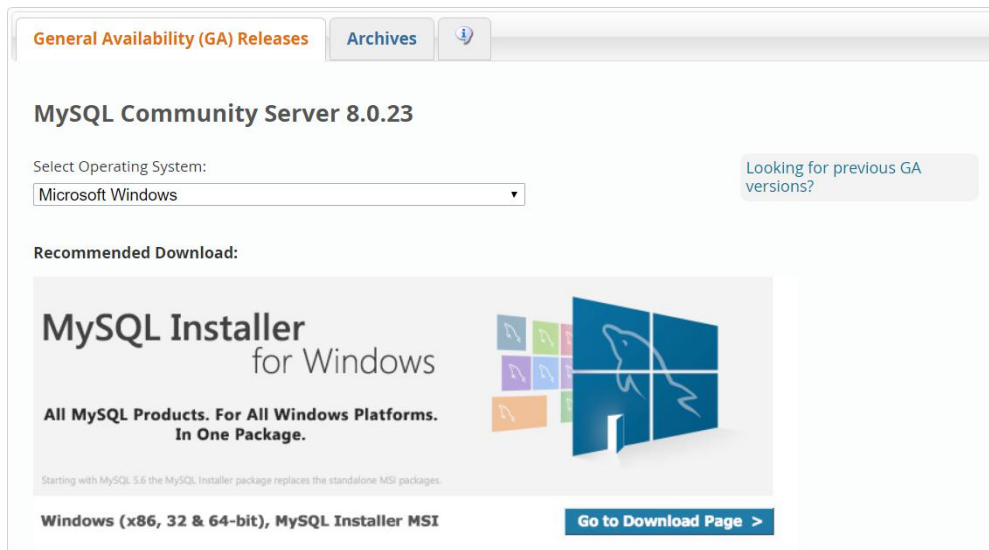 General Availability (GA) Releases
Archives
MySQL Community Server 8.0.23
Select Operating System:
Microsoft Windows
Looking for previous GA
versions?
Recommended Download:
MySQL Installer
for Windows
All MySQL Products. For All Windows Platforms.
In One Package.
Starting with MySQL 5.6 the MySQL Installer package replaces the standalone MSI packages.
Windows (x86, 32 & 64-bit), MySQL Installer MSI
Go to Download Page >